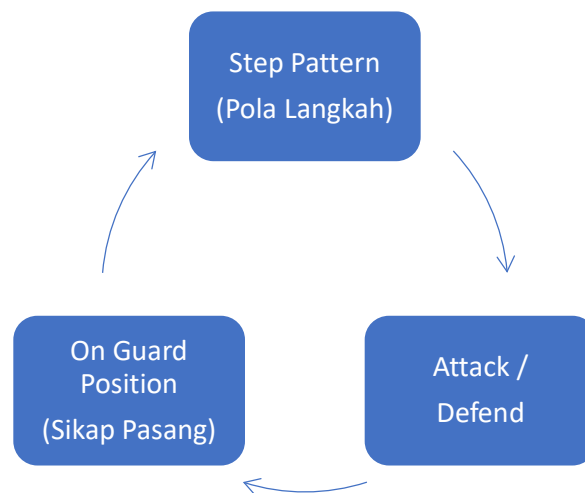 Step Pattern
(Pola Langkah)
On Guard
Position
(Sikap Pasang)
Attack /
Defend